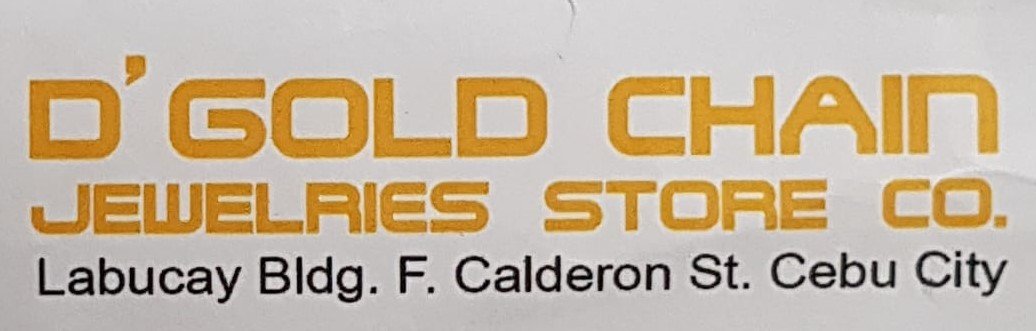 D'GOLD CHAIN
JEWELRIES STORE CO.
Labucay Bldg. F. Calderon St. Cebu City